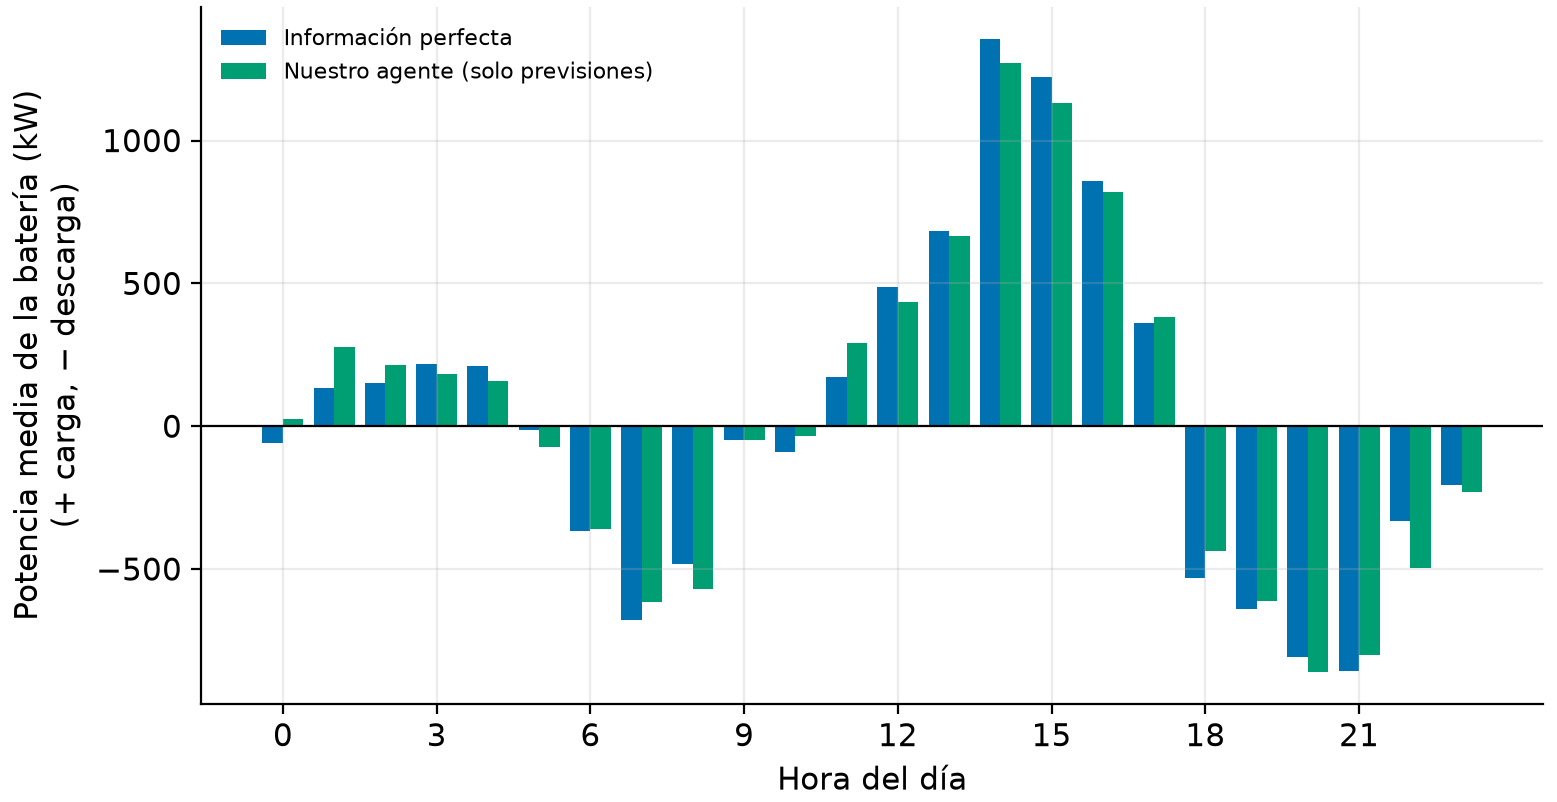 Información perfecta
Nuestro agente (solo previsiones)
Potencia media de la batería (kW)
(+ carga, − descarga)
1000
500
0
−500
0 3 6 9 12 15 18 21
Hora del día